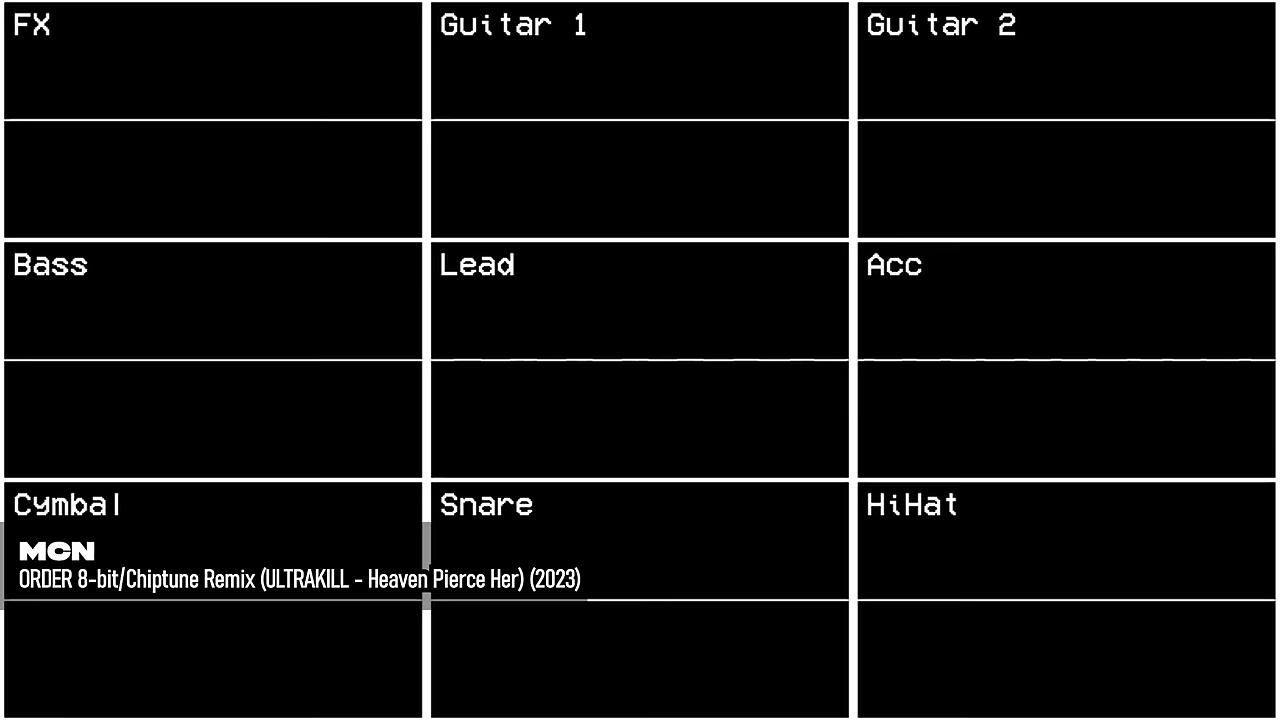 FX
Guitar 1
Guitar 2
Bass
Lead
Acc
Cymbal
Snare
HiHat
MCN
ORDER 8-bit/Chiptune Remix (ULTRAKILL - Heaven Pierce Her) (2023)